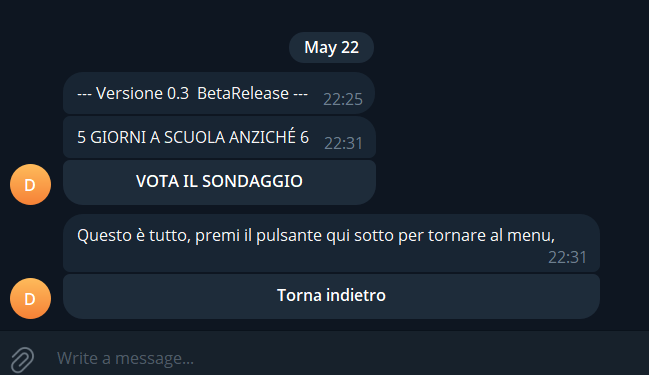 May 22
--- Versione 0.3 BetaRelease --- 22:25
5 GIORNI A SCUOLA ANZICHÉ 6 22:31
D
VOTA IL SONDAGGIO
Questo è tutto, premi il pulsante qui sotto per tornare al menu,
22:31
D
Torna indietro
Write a message...